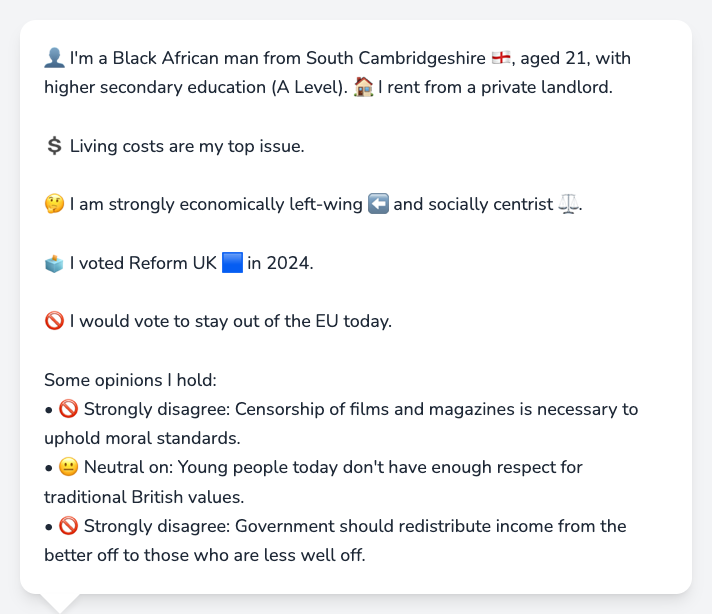 👤 I'm a Black African man from South Cambridgeshire 🏴󠁧󠁢󠁥󠁮󠁧󠁿, aged 21, with
higher secondary education (A Level). 🏠 I rent from a private landlord.
💲 Living costs are my top issue.
🤔 I am strongly economically left-wing ⬅️ and socially centrist ⚖️.
🗳️ I voted Reform UK 🟦 in 2024.
🚫 I would vote to stay out of the EU today.
Some opinions I hold:
• 🚫 Strongly disagree: Censorship of films and magazines is necessary to
uphold moral standards.
• 😐 Neutral on: Young people today don't have enough respect for
traditional British values.
• 🚫 Strongly disagree: Government should redistribute income from the
better off to those who are less well off.